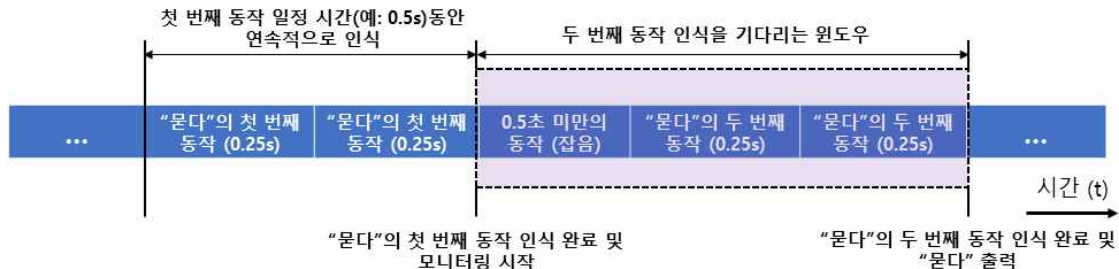 첫 번째 동작 일정 시간(예: 0.5s)동안
연속적으로 인식
두 번째 동작 인식을 기다리는 윈도우
...
“묻다”의 첫 번째
동작 (0.25s)
“묻다”의 첫 번째
동작 (0.25s)
0.5초 미만의
동작 (잡음)
“묻다”의 두 번째
동작 (0.25s)
“묻다”의 두 번째
동작 (0.25s)
...
시간 (t)
“묻다”의 첫 번째 동작 인식 완료 및
모니터링 시작
“묻다”의 두 번째 동작 인식 완료 및
“묻다” 출력